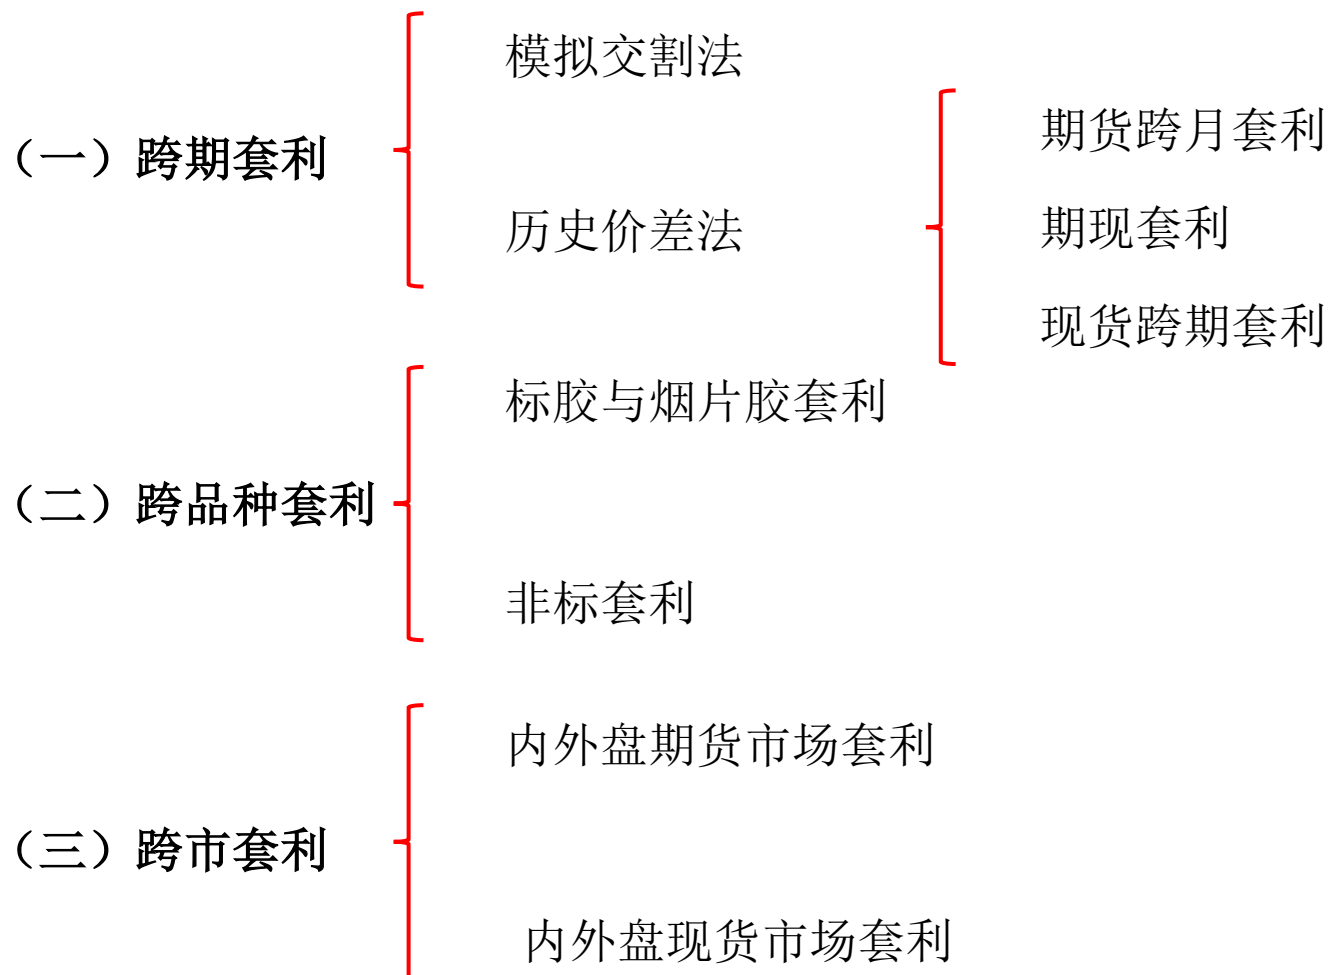 模拟交割法
（一）跨期套利
历史价差法
期货跨月套利
期现套利
现货跨期套利
标胶与烟片胶套利
（二）跨品种套利
非标套利
内外盘期货市场套利
（三）跨市套利
内外盘现货市场套利